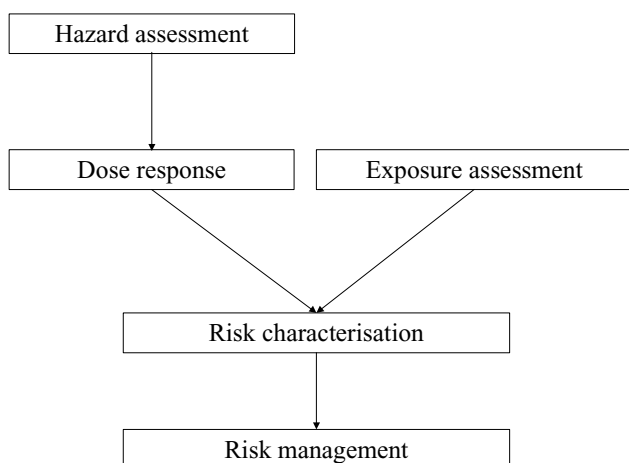 Hazard assessment
Dose response
Exposure assessment
Risk characterisation
Risk management